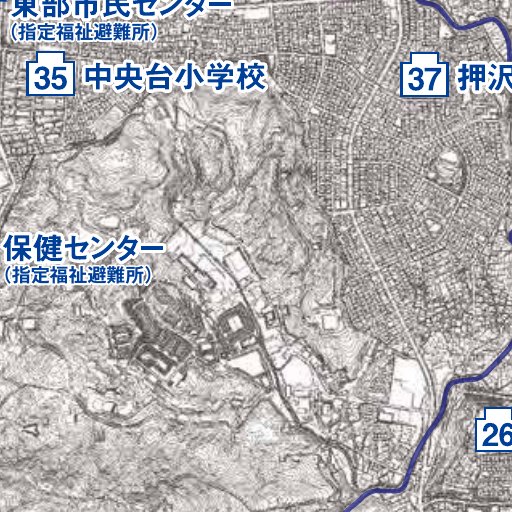 東部市民センター
(指定福祉避難所)
35 中央台小学校
37 押沢
保健センター
(指定福祉避難所)
26